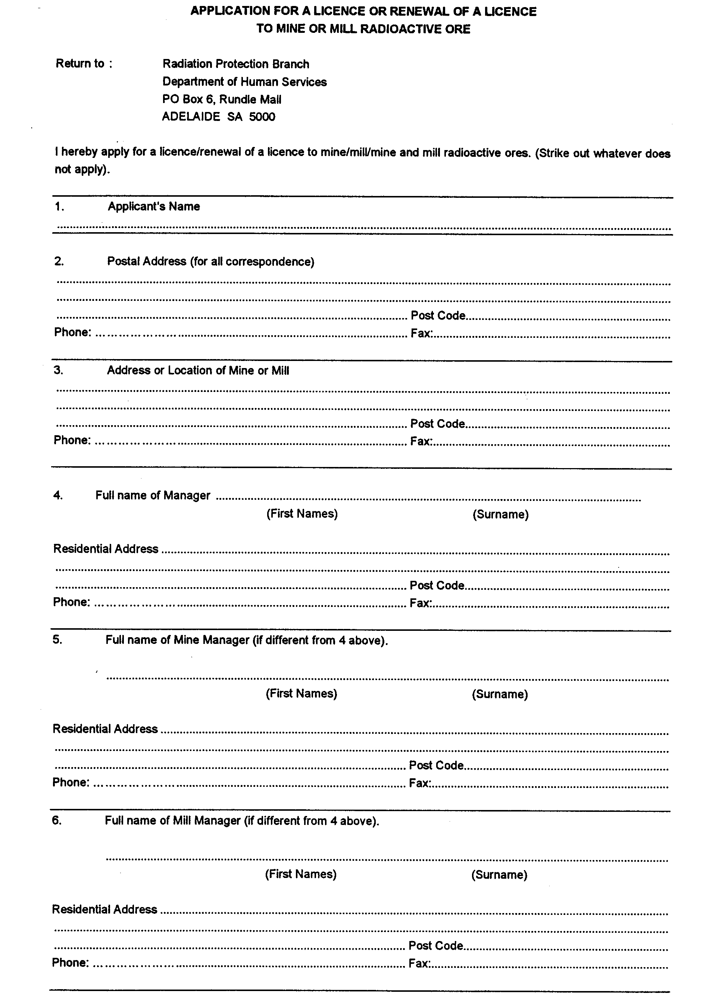 APPLICATION FOR A LICENCE OR RENEWAL OF A LICENCE
TO MINE OR MILL RADIOACTIVE ORE
Return to : Radiation Protection Branch
Department of Human Services
PO Box 6, Rundle Mall
ADELAIDE SA 5000
I hereby apply for a licence/renewal of a licence to mine/mill/mine and mill radioactive ores. (Strike out whatever does
not apply).
1. Applicant's Name
2. Postal Address (for all correspondence)
Post Code
Phone: Fax:
3. Address or Location of Mine or Mill
Post Code
Phone: Fax:
4. Full name of Manager
(First Names) (Surname)
Residential Address
Post Code
Phone: Fax:
5. Full name of Mine Manager (if different from 4 above).
(First Names) (Surname)
Residential Address
Post Code
Phone: Fax:
6. Full name of Mill Manager (if different from 4 above).
(First Names) (Surname)
Residential Address
Post Code
Phone: Fax: